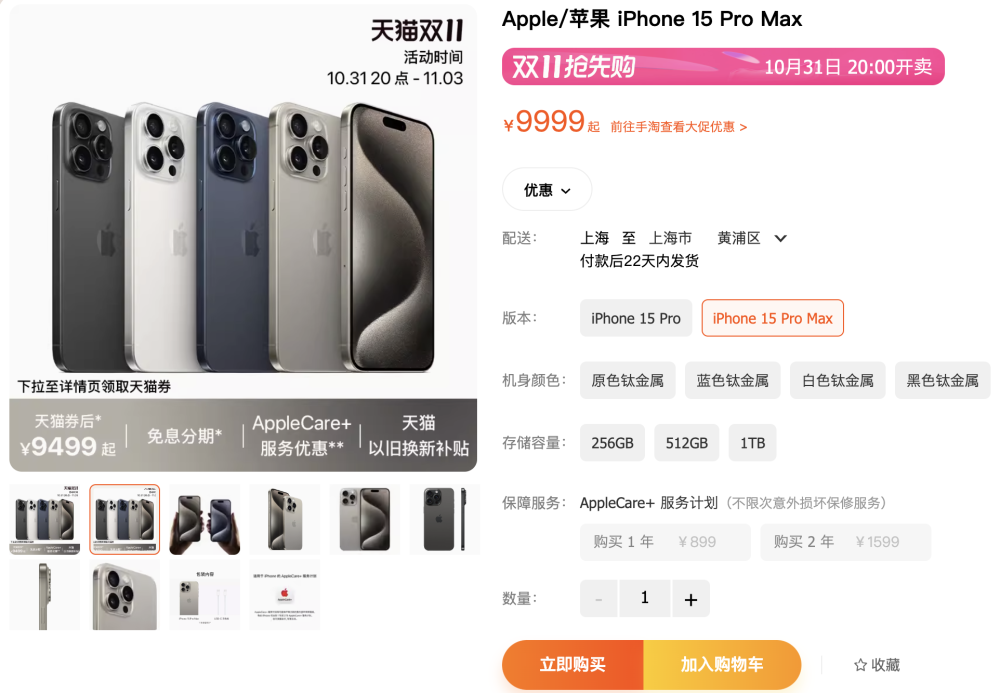 天猫双11
活动时间
10.31 20点 - 11.03
下拉至详情页领取天猫券
天猫券后*
¥9499 起
免息分期*
AppleCare+
服务优惠**
天猫
以旧换新补贴
Apple/苹果 iPhone 15 Pro Max
双11抢先购 10月31日 20:00开卖
¥9999起 前往手淘查看大促优惠 >
优惠
配送: 上海 至 上海市 黄浦区
付款后22天内发货
版本: iPhone 15 Pro iPhone 15 Pro Max
机身颜色: 原色钛金属 蓝色钛金属 白色钛金属 黑色钛金属
存储容量: 256GB 512GB 1TB
保障服务: AppleCare+ 服务计划（不限次意外损坏保修服务）
购买 1 年 ¥899 购买 2 年 ¥1599
数量: - 1 +
立即购买 加入购物车 收藏